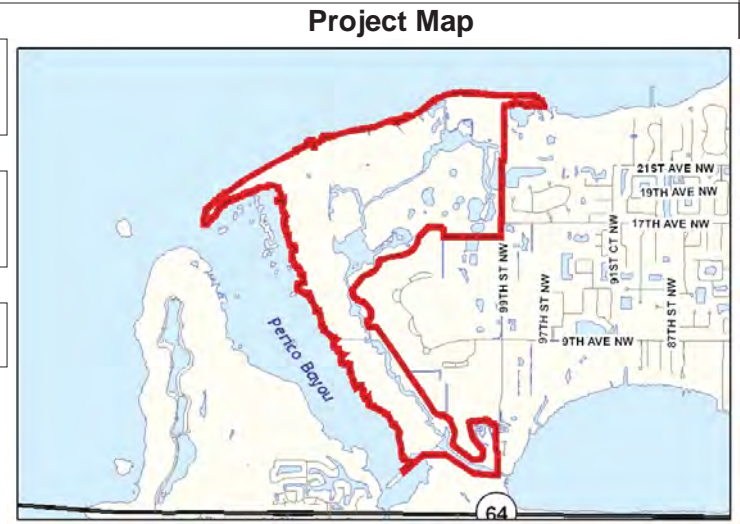 Project Map
21ST AVE NW
19TH AVE NW
17TH AVE NW
91ST CT NW
99TH ST NW
97TH ST NW
87TH ST NW
9TH AVE NW
Perico Bayou
64